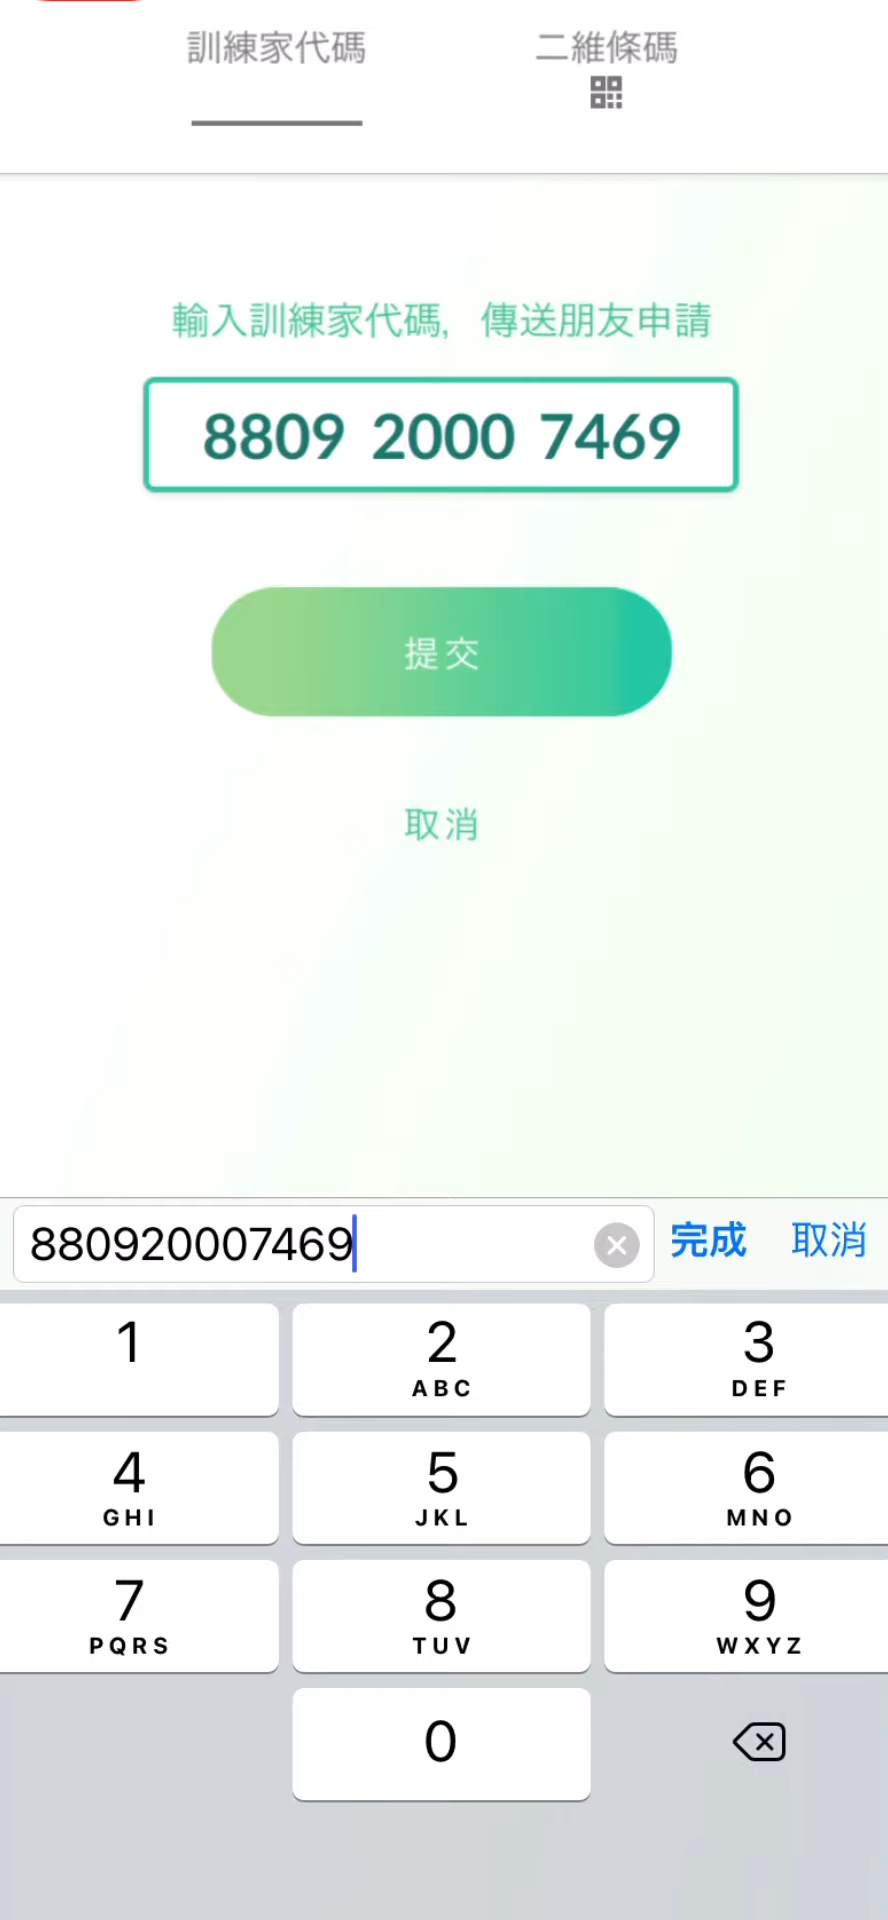 訓練家代碼 二維條碼
輸入訓練家代碼, 傳送朋友申請
8809 2000 7469
提交
取消
880920007469 完成 取消
1 2 3
ABC DEF
4 5 6
GHI JKL MNO
7 8 9
PQRS TUV WXYZ
0